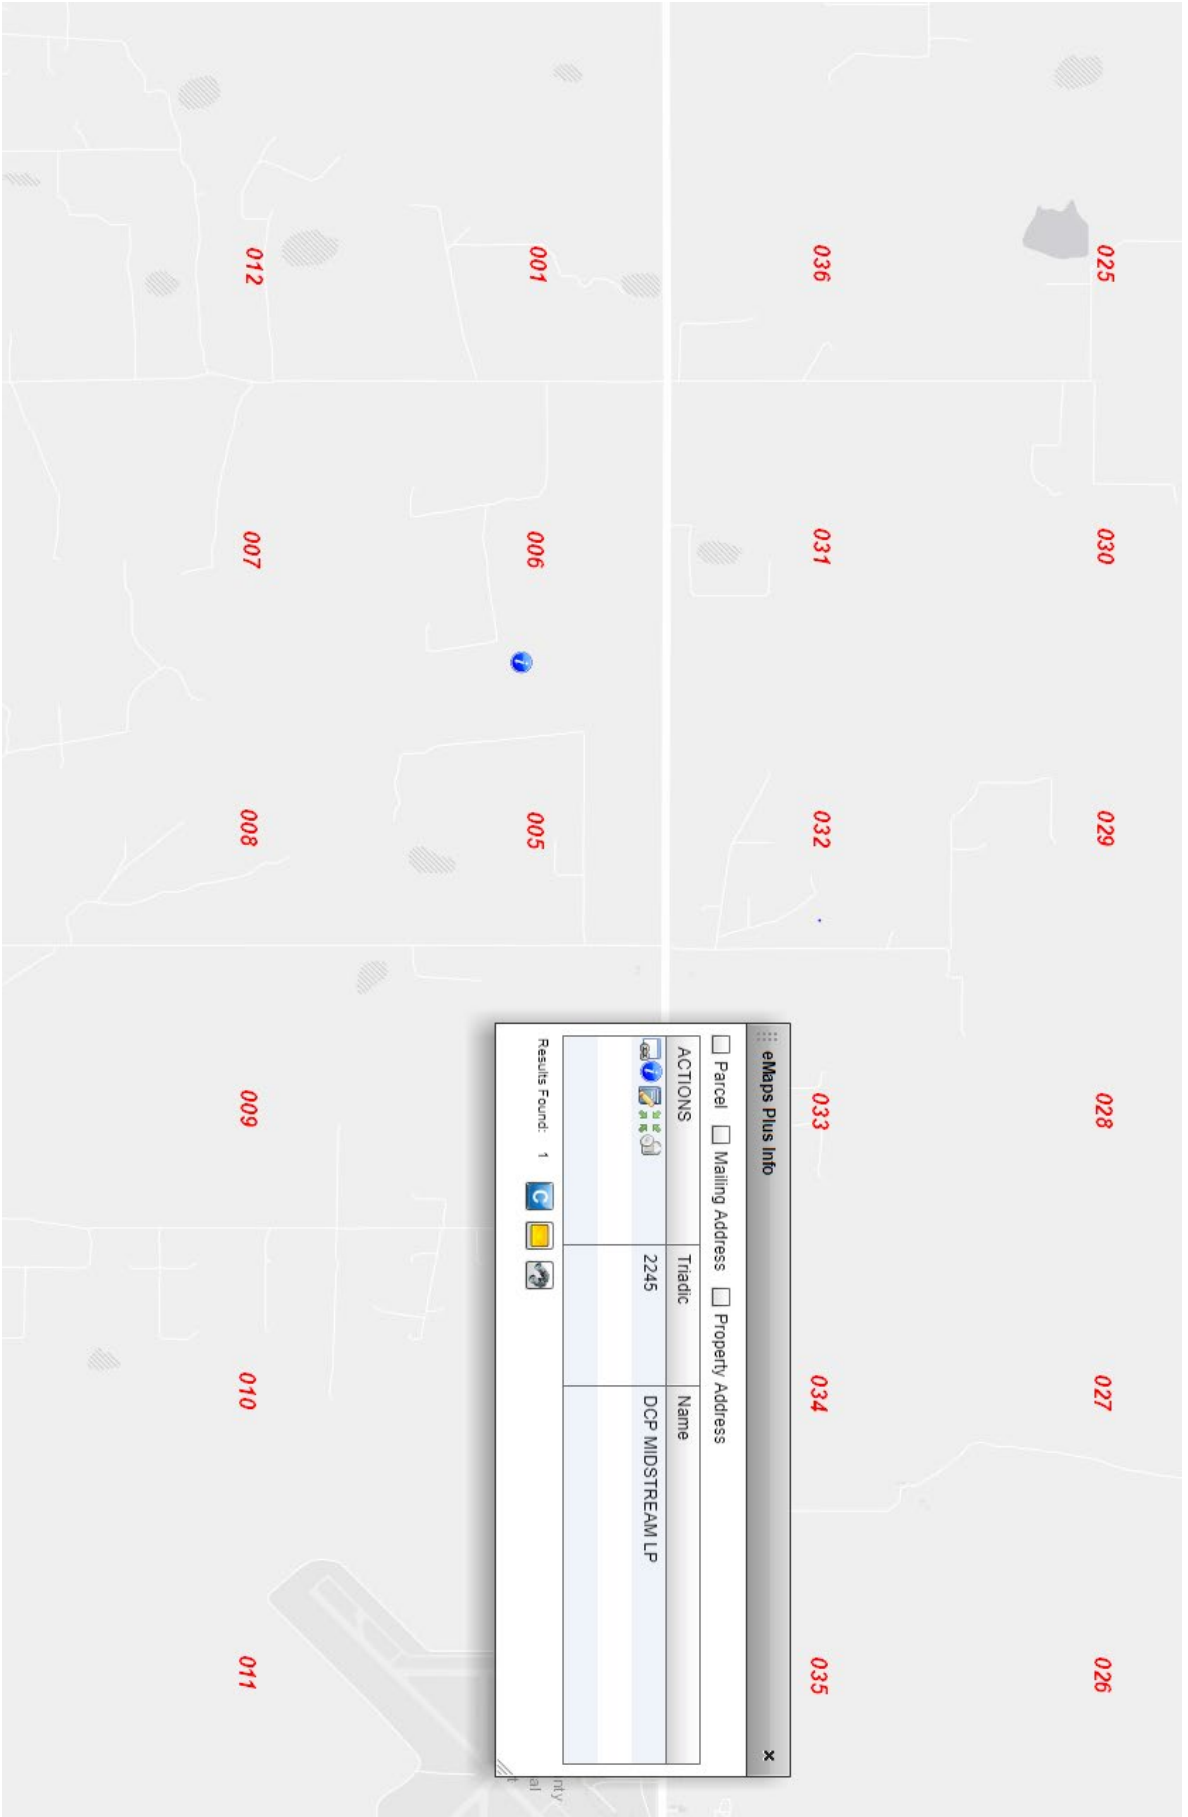 025 030 029 028 027 026
036 031 032 033 034 035
eMaps Plus Info x
Parcel Mailing Address Property Address
ACTIONS Triadic Name
2245 DCP MIDSTREAM LP
Results Found: 1
001 006 005
012 007 008 009 010 011